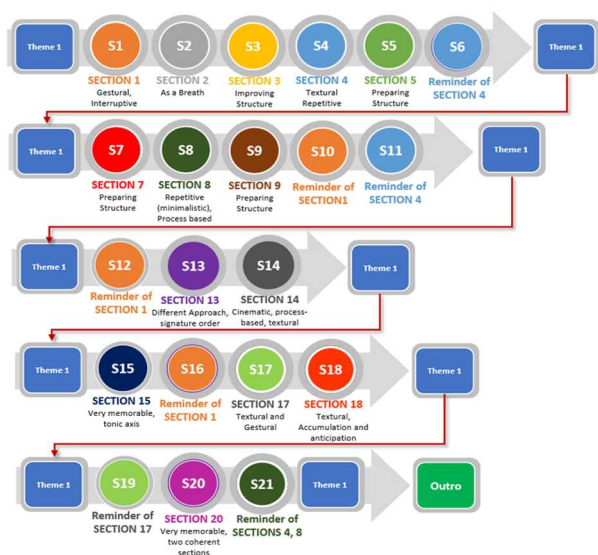 Theme 1
S1
S2
S3
S4
S5
S6
Theme 1
SECTION 1
Gestural,
Interruptive
SECTION 2
As a Breath
SECTION 3
Improving
Structure
SECTION 4
Textural
Repetitive
SECTION 5
Preparing
Structure
Reminder of
SECTION 4
Theme 1
S7
S8
S9
S10
S11
Theme 1
SECTION 7
Preparing
Structure
SECTION 8
Repetitive
(minimalistic),
Process based
SECTION 9
Preparing
Structure
Reminder of
SECTION1
Reminder of
SECTION 4
Theme 1
S12
S13
S14
Theme 1
Reminder of
SECTION 1
SECTION 13
Different Approach,
signature order
SECTION 14
Cinematic, process-
based, textural
Theme 1
S15
S16
S17
S18
Theme 1
SECTION 15
Very memorable,
tonic axis
Reminder of
SECTION 1
SECTION 17
Textural and
Gestural
SECTION 18
Textural,
Accumulation and
anticipation
Theme 1
S19
S20
S21
Theme 1
Outro
Reminder of
SECTION 17
SECTION 20
Very memorable,
two coherent
sections
Reminder of
SECTIONS 4, 8